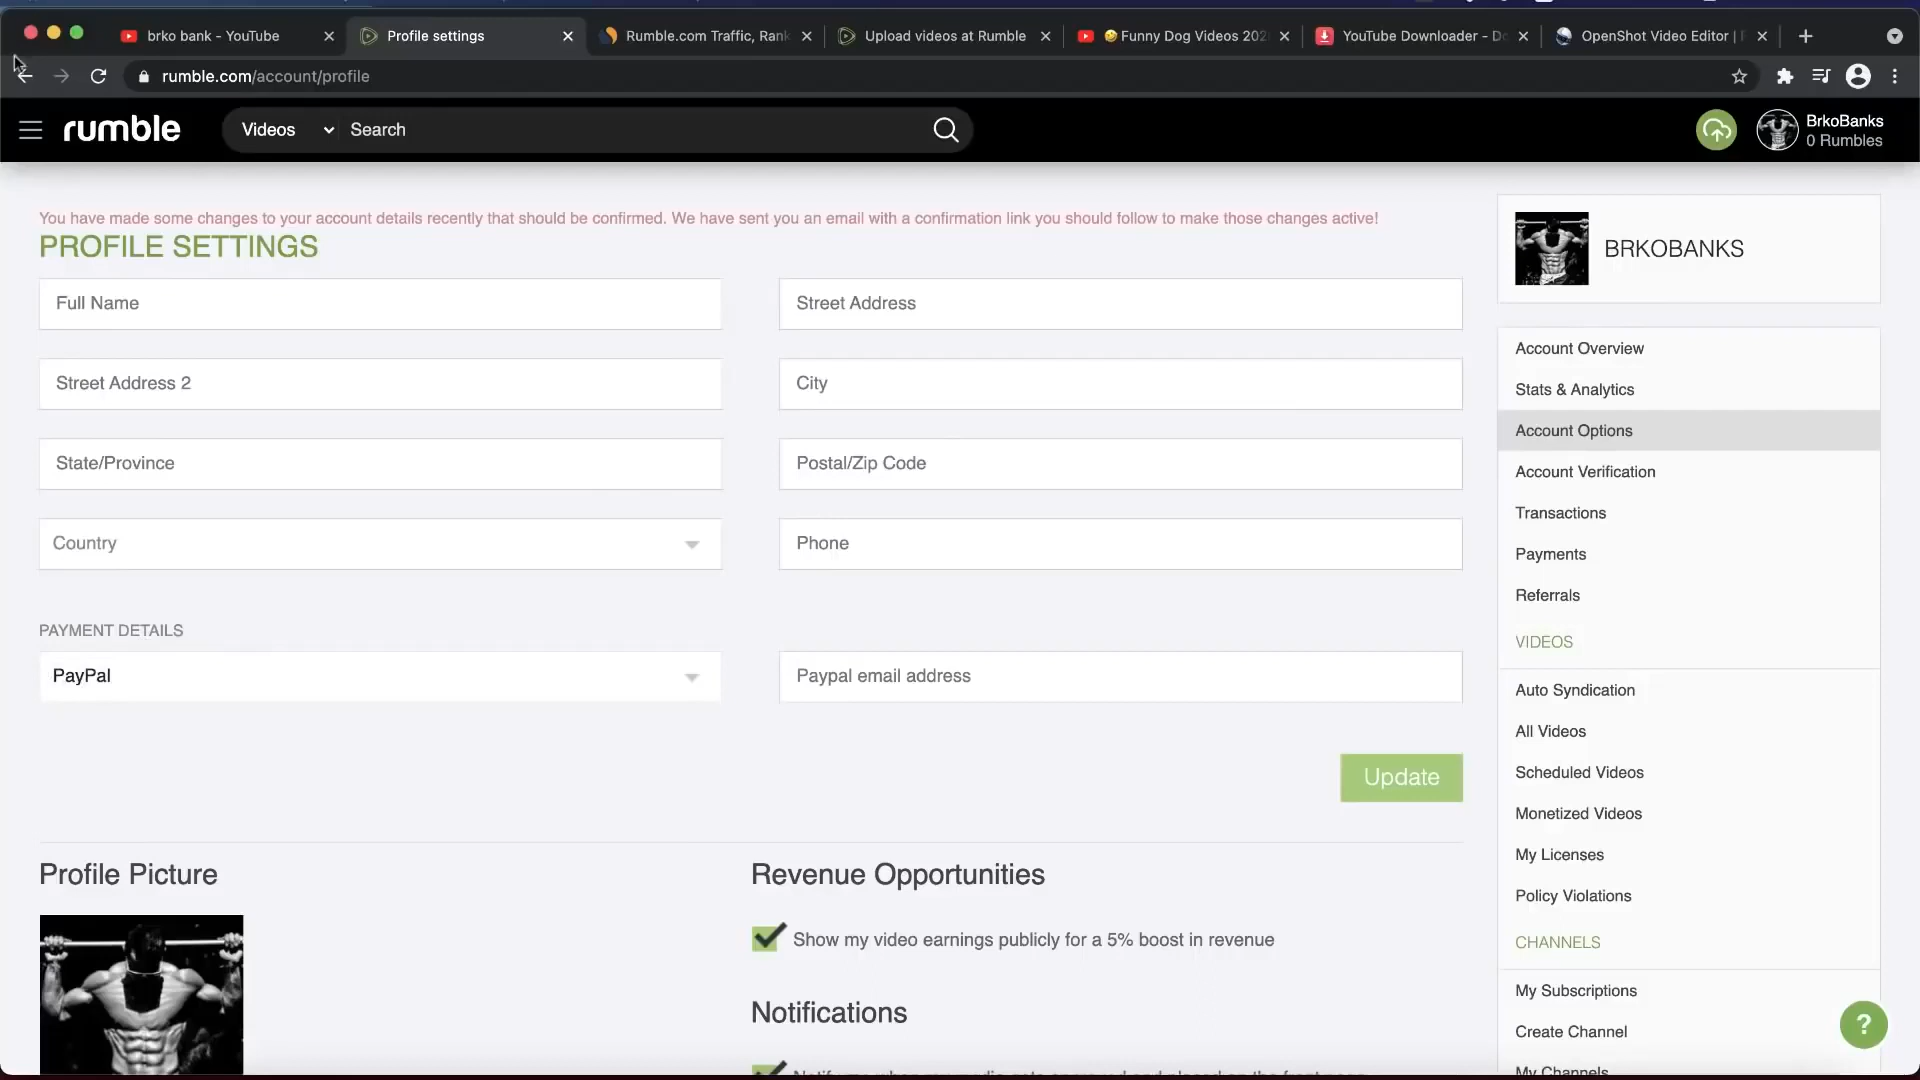 brko bank - YouTube
Profile settings
Rumble.com Traffic, Rank
Upload videos at Rumble
Funny Dog Videos 202
YouTube Downloader - Do
OpenShot Video Editor |
rumble.com/account/profile
rumble
Videos
Search
BrkoBanks
0 Rumbles
You have made some changes to your account details recently that should be confirmed. We have sent you an email with a confirmation link you should follow to make those changes active!
PROFILE SETTINGS
Full Name
Street Address
Street Address 2
City
State/Province
Postal/Zip Code
Country
Phone
PAYMENT DETAILS
PayPal
Paypal email address
Update
Profile Picture
Revenue Opportunities
Show my video earnings publicly for a 5% boost in revenue
Notifications
BRKOBANKS
Account Overview
Stats & Analytics
Account Options
Account Verification
Transactions
Payments
Referrals
VIDEOS
Auto Syndication
All Videos
Scheduled Videos
Monetized Videos
My Licenses
Policy Violations
CHANNELS
My Subscriptions
Create Channel
My Channels
?